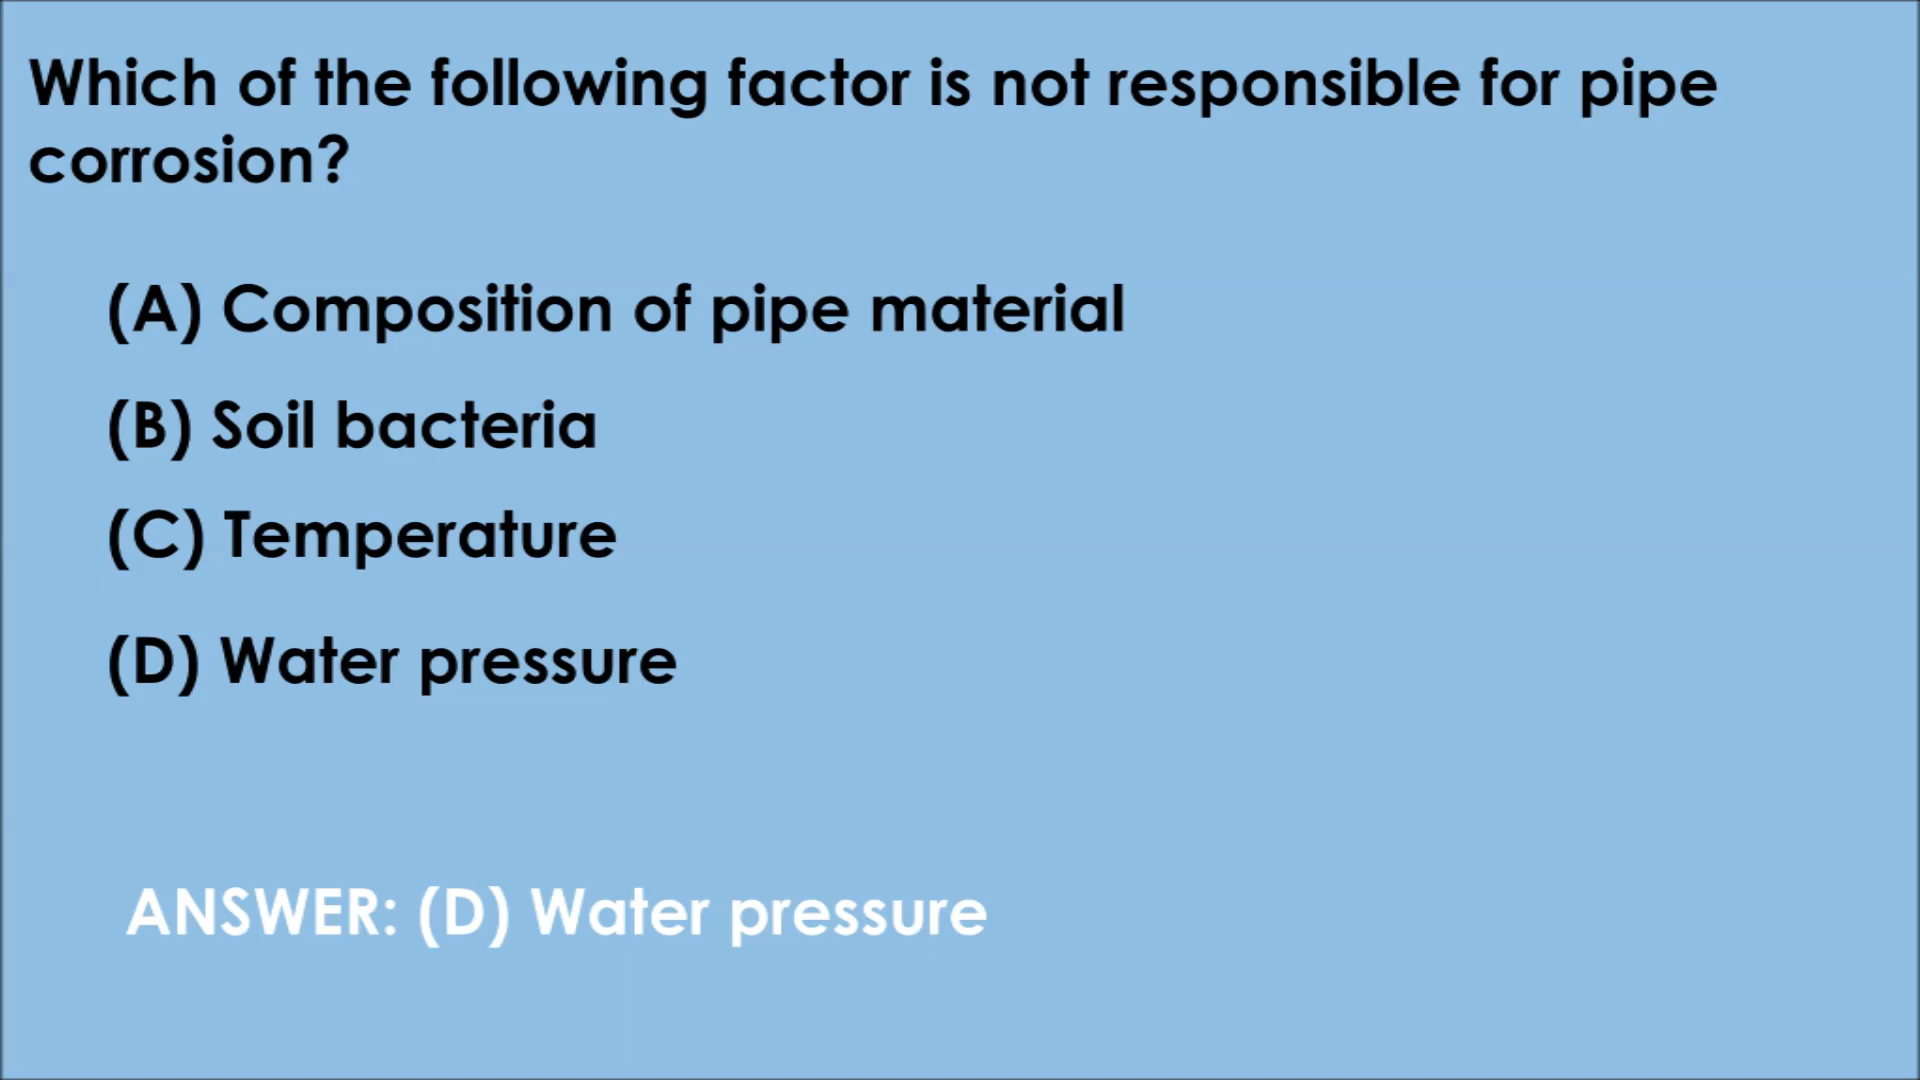 Which of the following factor is not responsible for pipe
corrosion?
(A) Composition of pipe material
(B) Soil bacteria
(C) Temperature
(D) Water pressure
ANSWER: (D) Water pressure